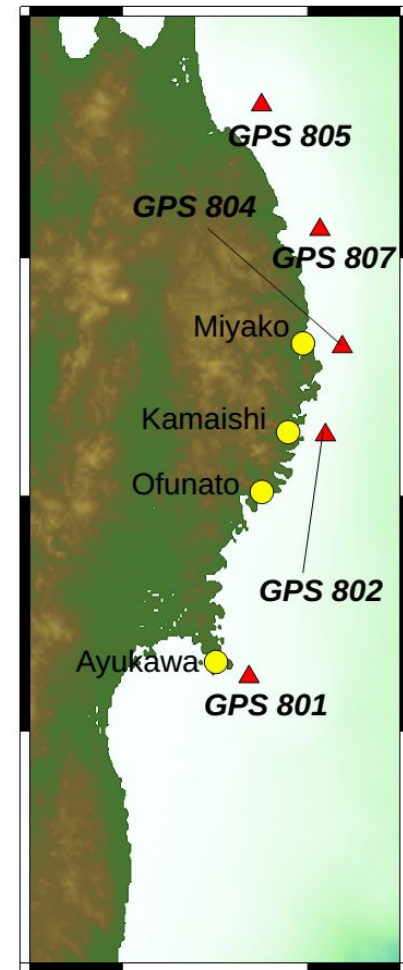 GPS 805
GPS 804
GPS 807
Miyako
Kamaishi
Ofunato
GPS 802
Ayukawa
GPS 801